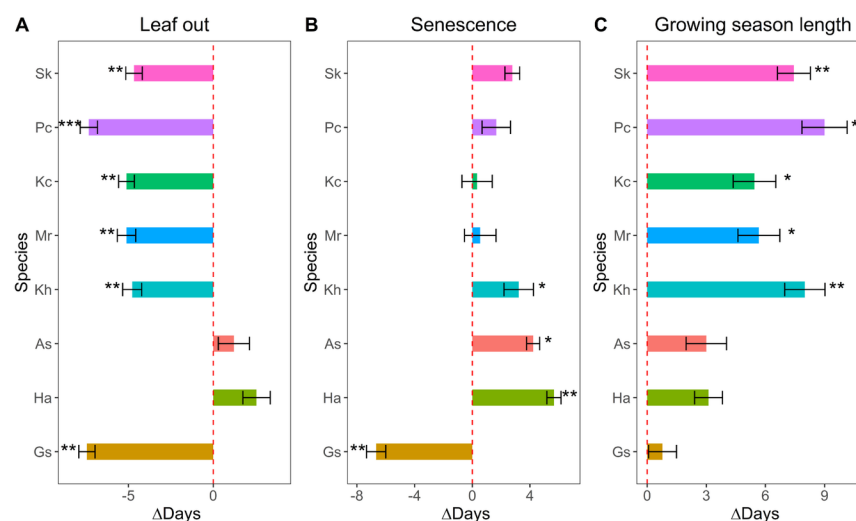 A Leaf out
B Senescence
C Growing season length
Species
Sk
Pc
Kc
Mr
Kh
As
Ha
Gs
**
***
**
**
**
**
-5 0
ΔDays
Species
Sk
Pc
Kc
Mr
Kh
As
Ha
Gs
*
*
**
**
-8 -4 0 4
ΔDays
Species
Sk
Pc
Kc
Mr
Kh
As
Ha
Gs
**
*
*
*
**
0 3 6 9
ΔDays